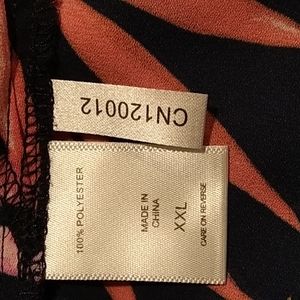 CN120012
100% POLYESTER
MADE IN
CHINA
XXL
CARE ON REVERSE